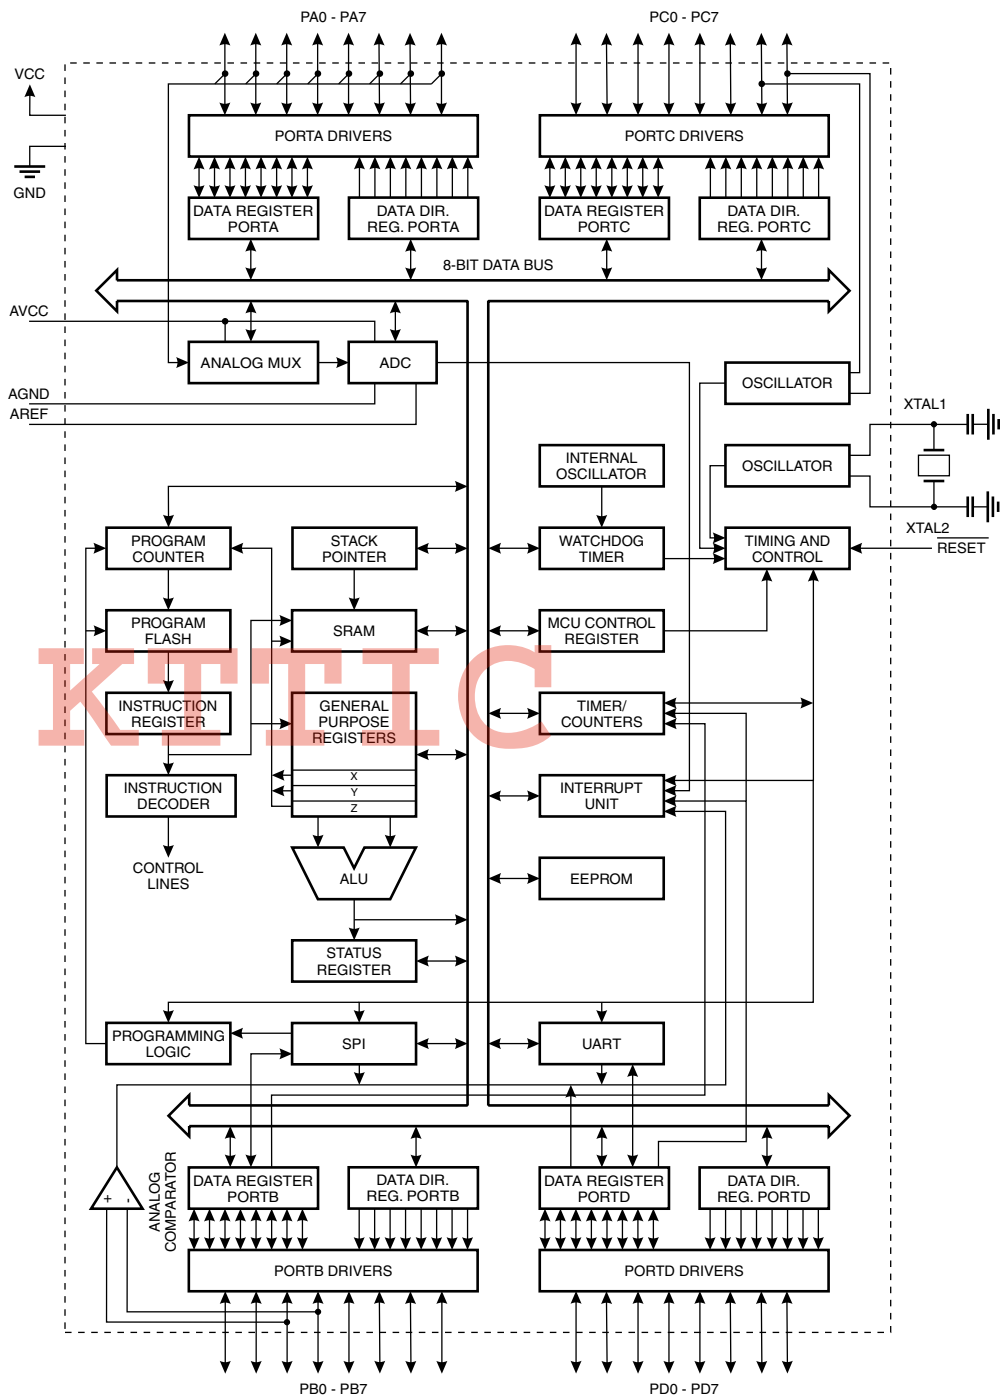 PA0 - PA7
PC0 - PC7
VCC
GND
PORTA DRIVERS
PORTC DRIVERS
DATA REGISTER
PORTA
DATA DIR.
REG. PORTA
DATA REGISTER
PORTC
DATA DIR.
REG. PORTC
8-BIT DATA BUS
AVCC
ANALOG MUX
ADC
AGND
AREF
OSCILLATOR
XTAL1
OSCILLATOR
XTAL2
INTERNAL
OSCILLATOR
PROGRAM
COUNTER
STACK
POINTER
WATCHDOG
TIMER
TIMING AND
CONTROL
RESET
PROGRAM
FLASH
SRAM
MCU CONTROL
REGISTER
KTTIC
INSTRUCTION
REGISTER
GENERAL
PURPOSE
REGISTERS
X
Y
Z
TIMER/
COUNTERS
INSTRUCTION
DECODER
INTERRUPT
UNIT
CONTROL
LINES
ALU
EEPROM
STATUS
REGISTER
PROGRAMMING
LOGIC
SPI
UART
ANALOG
COMPARATOR
+
-
DATA REGISTER
PORTB
DATA DIR.
REG. PORTB
DATA REGISTER
PORTD
DATA DIR.
REG. PORTD
PORTB DRIVERS
PORTD DRIVERS
PB0 - PB7
PD0 - PD7